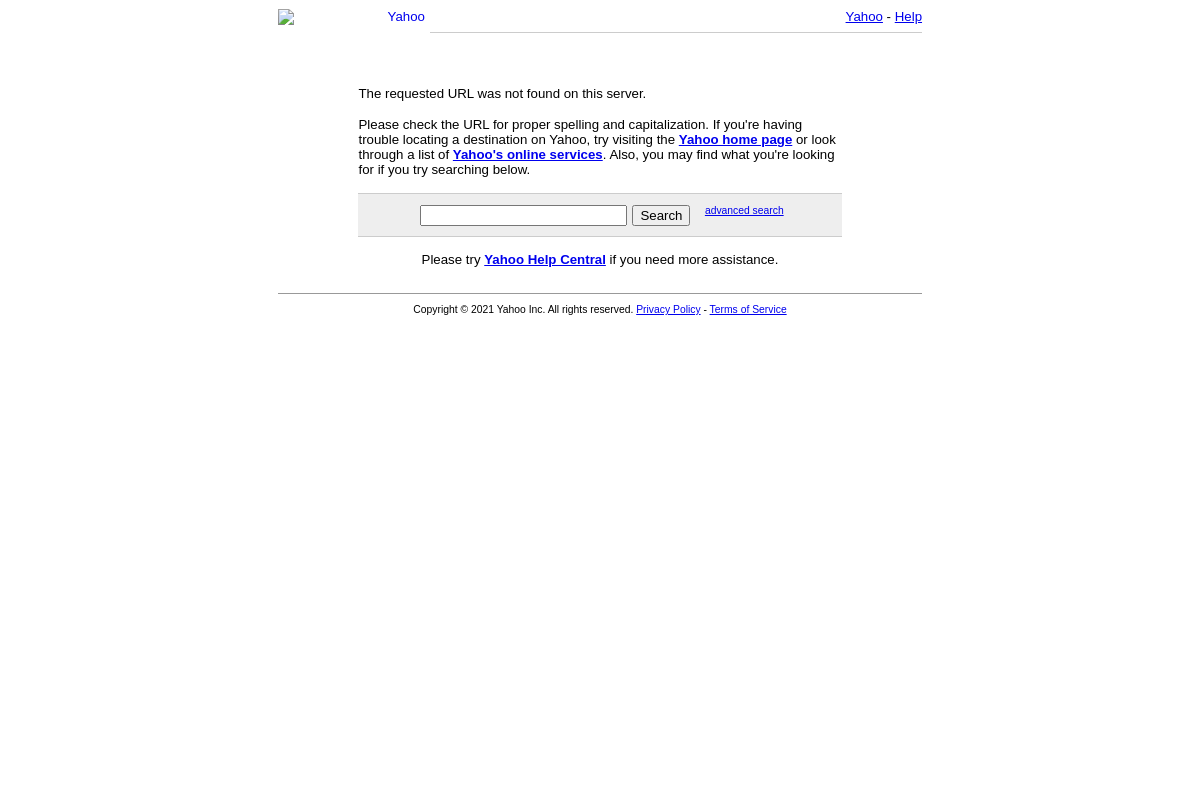 Yahoo
Yahoo - Help
The requested URL was not found on this server.
Please check the URL for proper spelling and capitalization. If you're having
trouble locating a destination on Yahoo, try visiting the Yahoo home page or look
through a list of Yahoo's online services. Also, you may find what you're looking
for if you try searching below.
Search
advanced search
Please try Yahoo Help Central if you need more assistance.
Copyright © 2021 Yahoo Inc. All rights reserved. Privacy Policy - Terms of Service